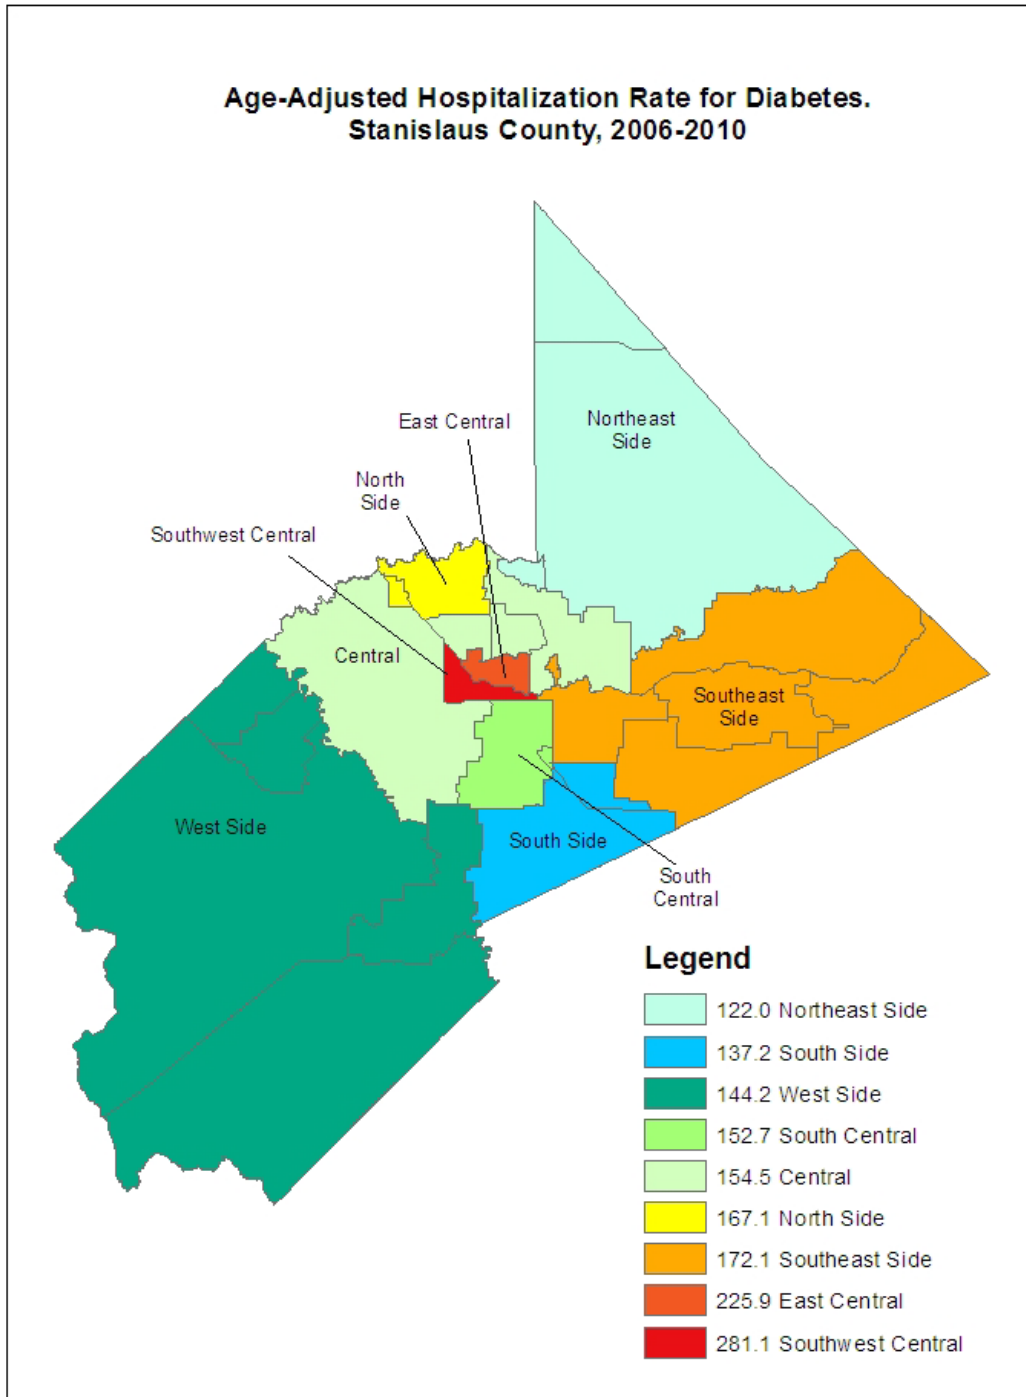 Age-Adjusted Hospitalization Rate for Diabetes.
Stanislaus County, 2006-2010
Northeast
Side
East Central
North
Side
Southwest Central
Central
Southeast
Side
West Side
South Side
South
Central
Legend
122.0 Northeast Side
137.2 South Side
144.2 West Side
152.7 South Central
154.5 Central
167.1 North Side
172.1 Southeast Side
225.9 East Central
281.1 Southwest Central